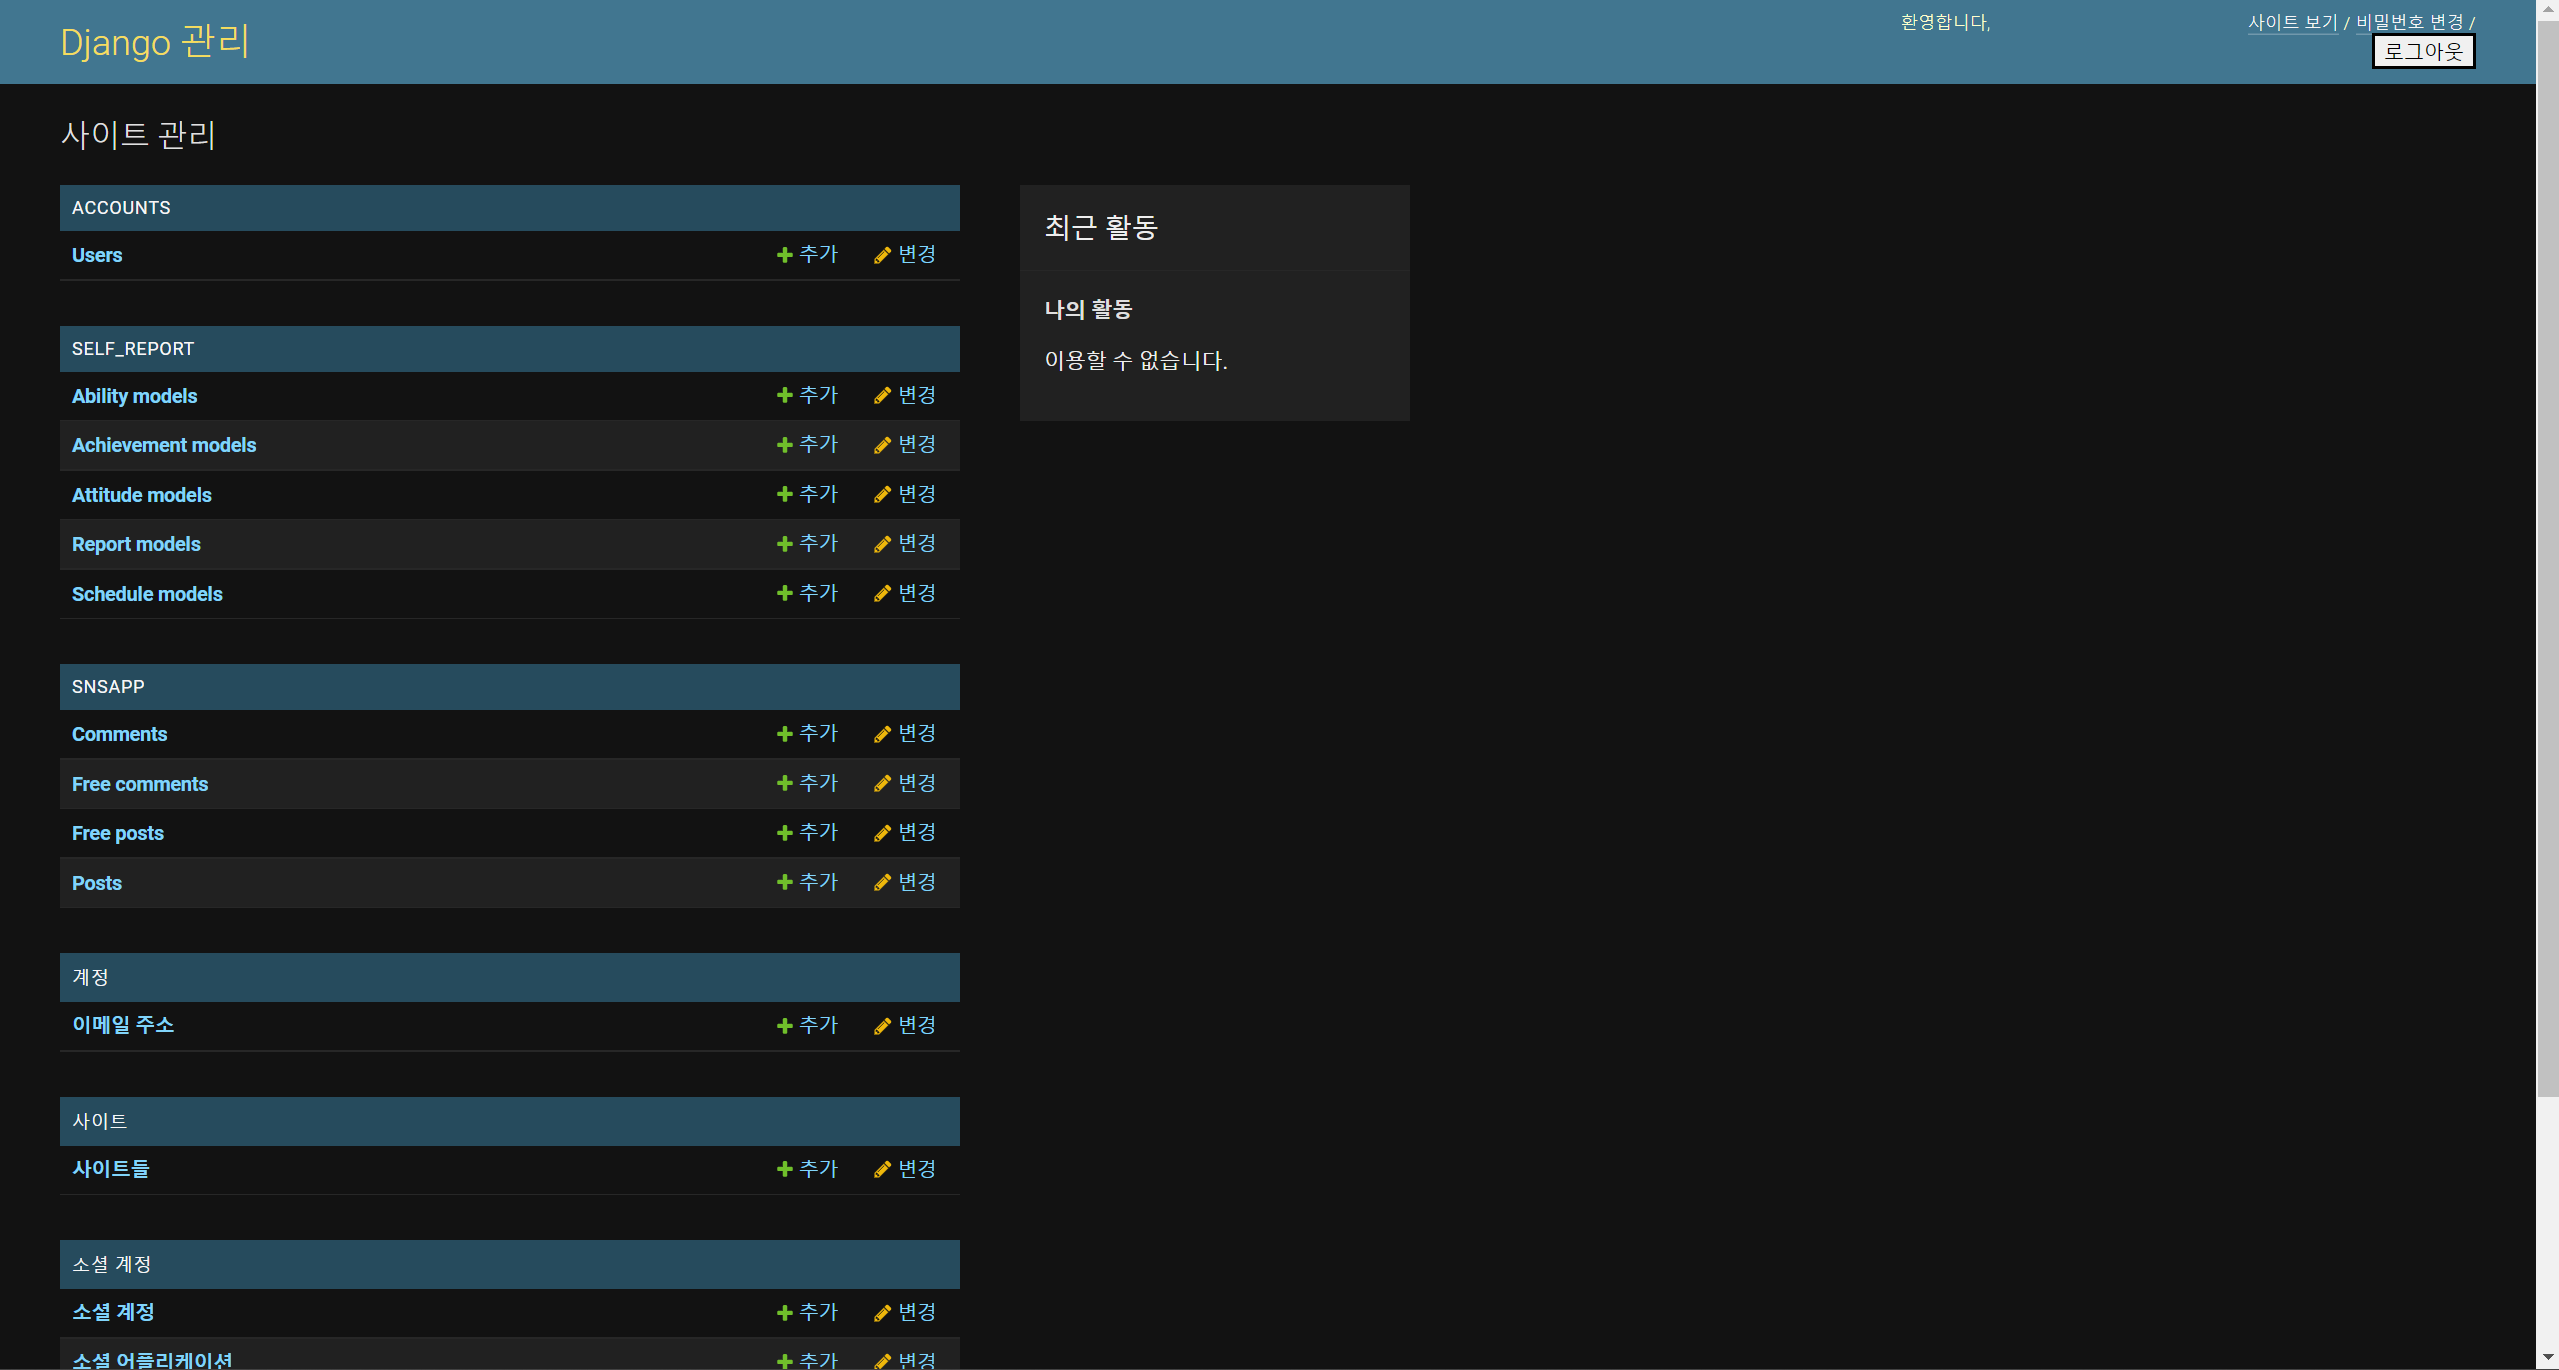 Django 관리
환영합니다,
사이트 보기 / 비밀번호 변경 /
로그아웃
사이트 관리
ACCOUNTS
Users 추가 변경
SELF_REPORT
Ability models 추가 변경
Achievement models 추가 변경
Attitude models 추가 변경
Report models 추가 변경
Schedule models 추가 변경
SNSAPP
Comments 추가 변경
Free comments 추가 변경
Free posts 추가 변경
Posts 추가 변경
계정
이메일 주소 추가 변경
사이트
사이트들 추가 변경
소셜 계정
소셜 계정 추가 변경
소셜 어플리케이션 추가 변경
최근 활동
나의 활동
이용할 수 없습니다.